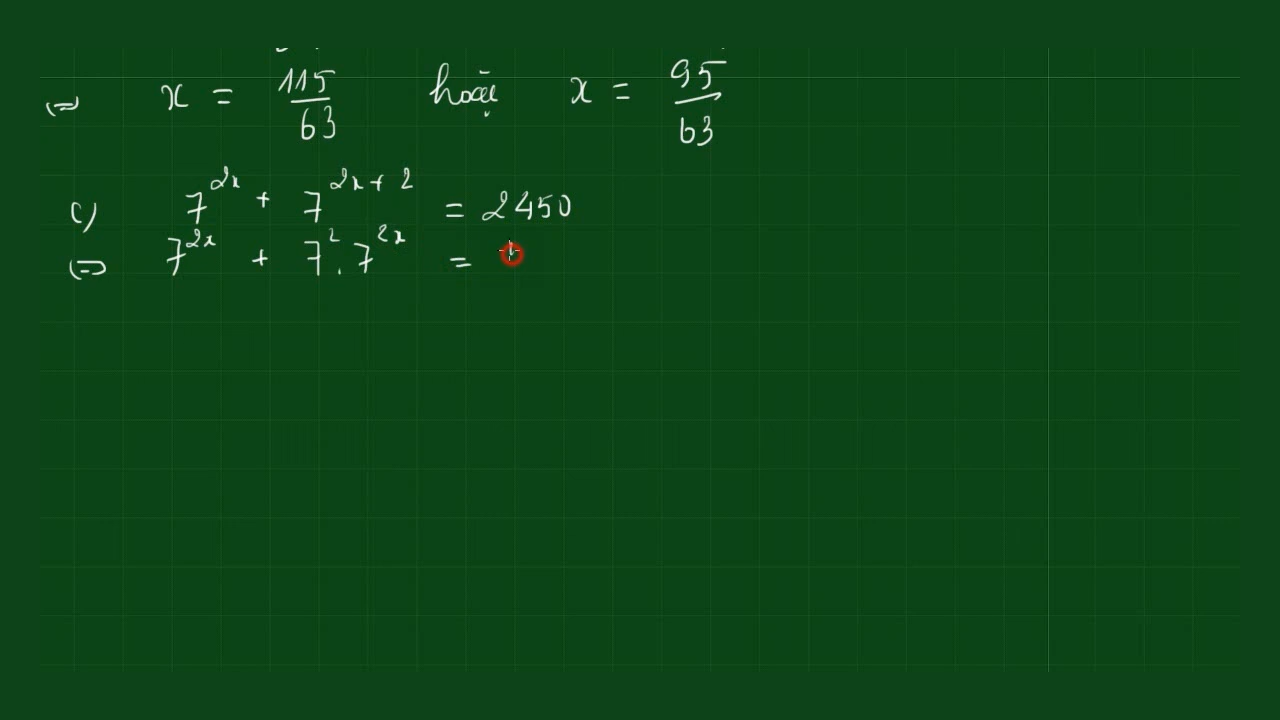 ⇔ x = 115/63 hoặc x = 95/63
c) 7^{2x} + 7^{2x+2} = 2450
⇔ 7^{2x} + 7^2 . 7^{2x} =